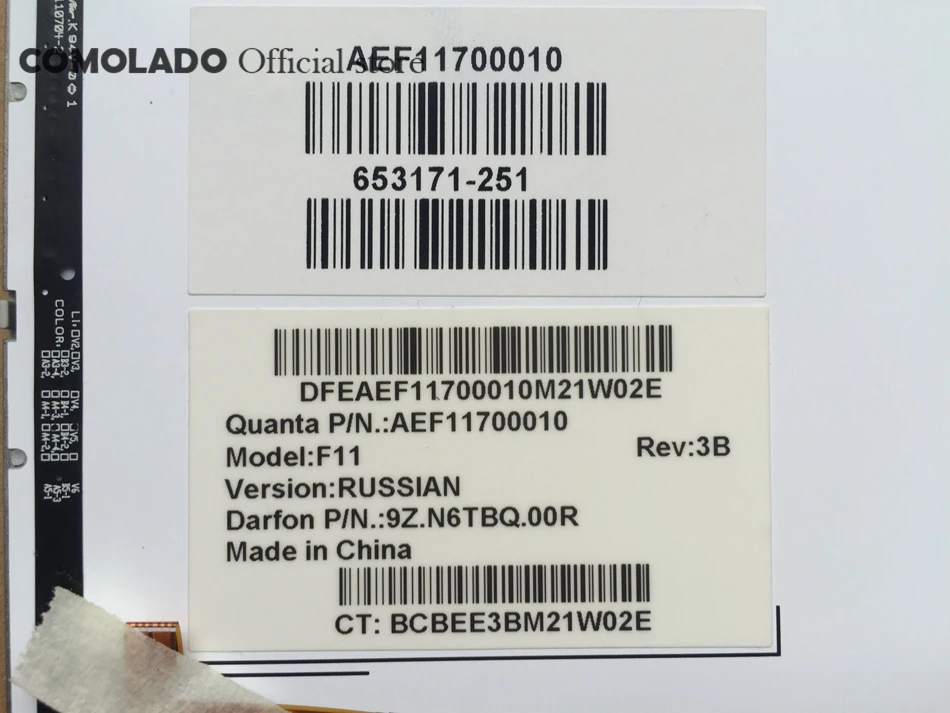 COMOLADO Official store
AEF11700010
653171-251
DFEAEF11700010M21W02E
Quanta P/N.:AEF11700010
Model:F11
Rev:3B
Version:RUSSIAN
Darfon P/N.:9Z.N6TBQ.00R
Made in China
CT: BCBEE3BM21W02E
COLOR: